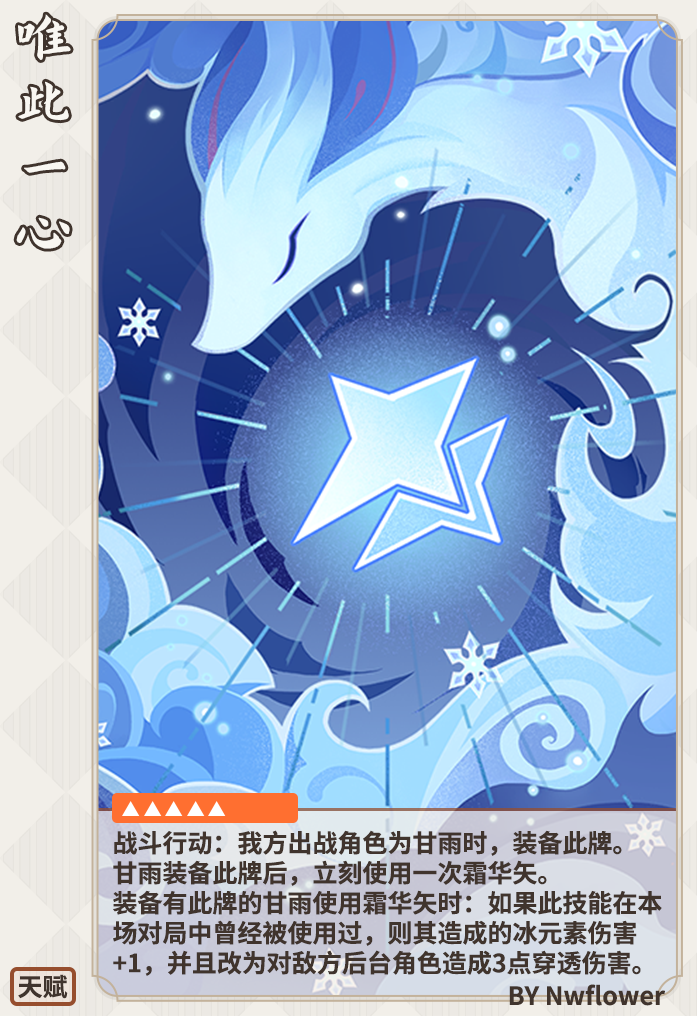 唯此一心
战斗行动：我方出战角色为甘雨时，装备此牌。
甘雨装备此牌后，立刻使用一次霜华矢。
装备有此牌的甘雨使用霜华矢时：如果此技能在本
场对局中曾经被使用过，则其造成的冰元素伤害
+1，并且改为对敌方后台角色造成3点穿透伤害。
天赋
BY Nwflower